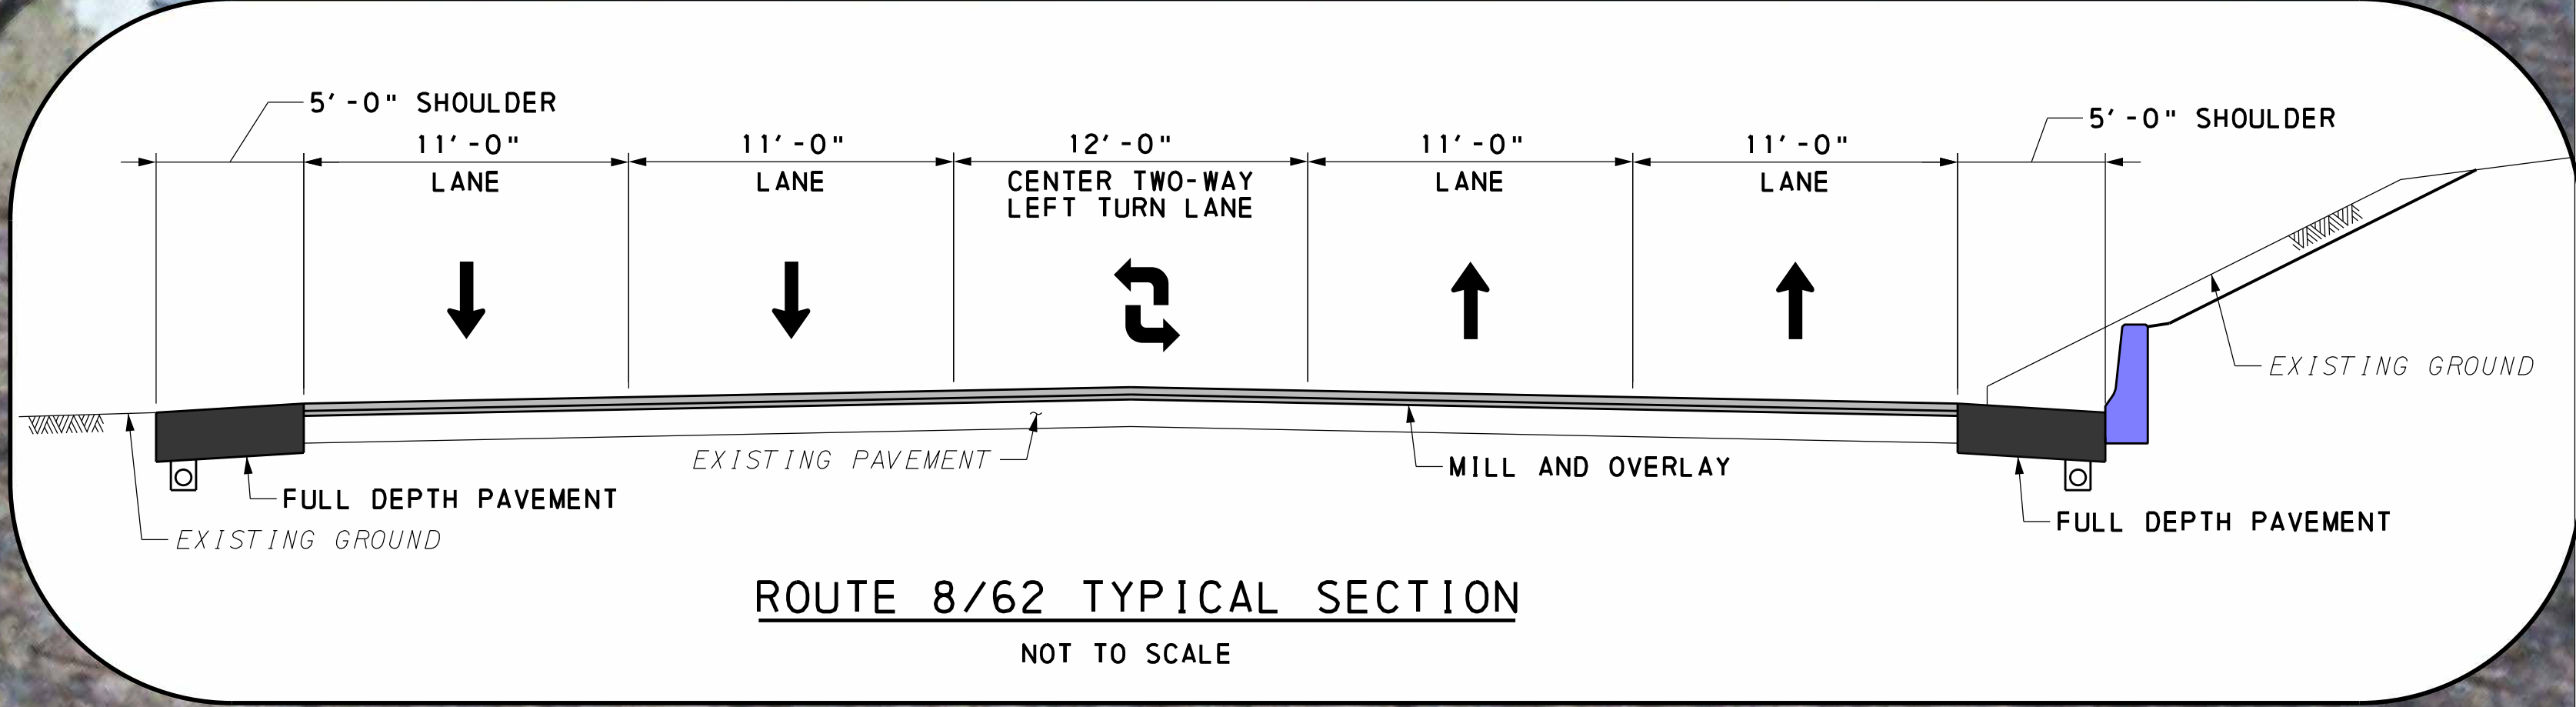 5'-0" SHOULDER
5'-0" SHOULDER
11'-0"
11'-0"
12'-0"
11'-0"
11'-0"
LANE
LANE
CENTER TWO-WAY
LEFT TURN LANE
LANE
LANE
EXISTING GROUND
EXISTING PAVEMENT
MILL AND OVERLAY
FULL DEPTH PAVEMENT
FULL DEPTH PAVEMENT
EXISTING GROUND
ROUTE 8/62 TYPICAL SECTION
NOT TO SCALE